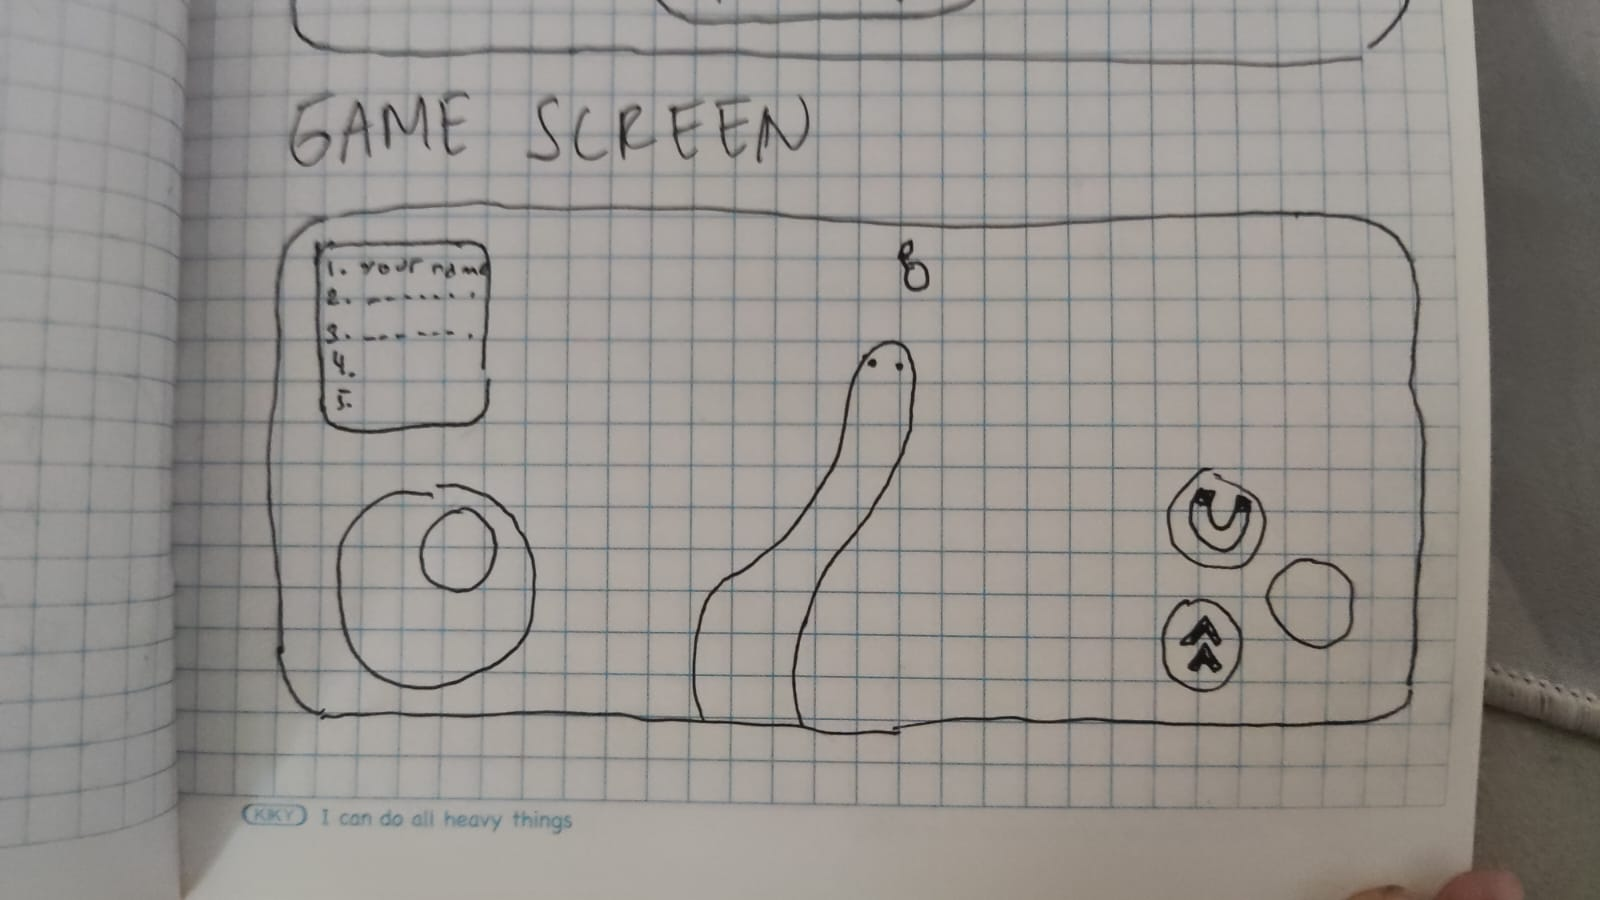 GAME SCREEN
1. Your name
2. -------
3. -------
4.
5.
8
KIKY I can do all heavy things